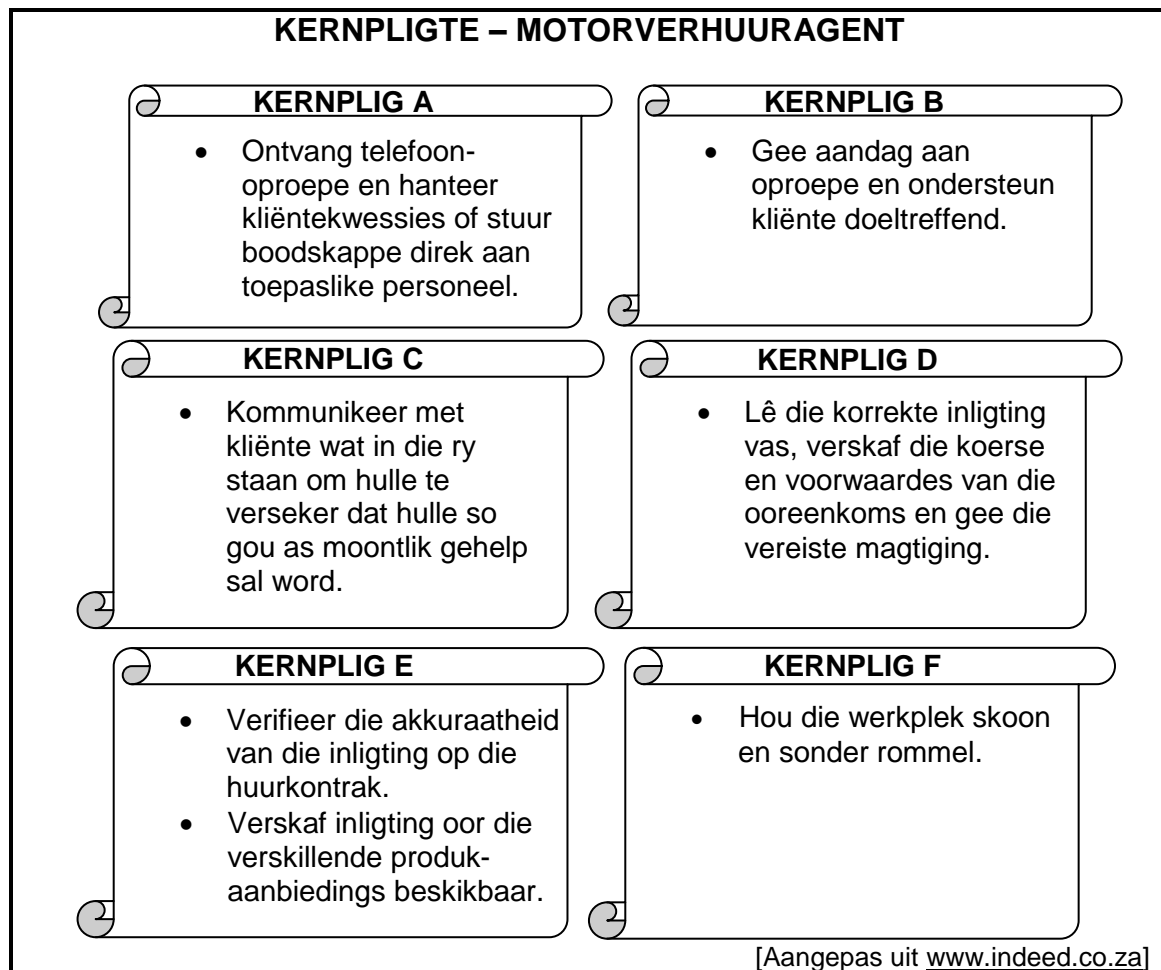 KERNPLIGTE – MOTORVERHUURAGENT
KERNPLIG A
• Ontvang telefoon-
oproepe en hanteer
kliëntekwessies of stuur
boodskappe direk aan
toepaslike personeel.
KERNPLIG B
• Gee aandag aan
oproepe en ondersteun
kliënte doeltreffend.
KERNPLIG C
• Kommunikeer met
kliënte wat in die ry
staan om hulle te
verseker dat hulle so
gou as moontlik gehelp
sal word.
KERNPLIG D
• Lê die korrekte inligting
vas, verskaf die koerse
en voorwaardes van die
ooreenkoms en gee die
vereiste magtiging.
KERNPLIG E
• Verifieer die akkuraatheid
van die inligting op die
huurkontrak.
• Verskaf inligting oor die
verskillende produk-
aanbiedings beskikbaar.
KERNPLIG F
• Hou die werkplek skoon
en sonder rommel.
[Aangepas uit www.indeed.co.za]